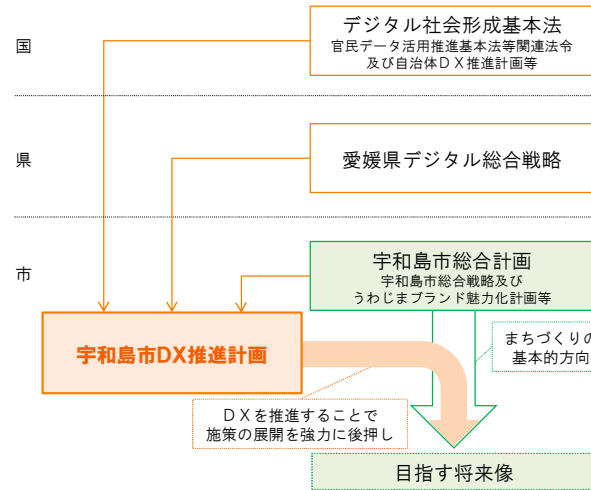 国
デジタル社会形成基本法
官民データ活用推進基本法等関連法令
及び自治体ＤＸ推進計画等
県
愛媛県デジタル総合戦略
市
宇和島市総合計画
宇和島市総合戦略及び
うわじまブランド魅力化計画等
宇和島市DX推進計画
まちづくりの
基本的方向
ＤＸを推進することで
施策の展開を強力に後押し
目指す将来像